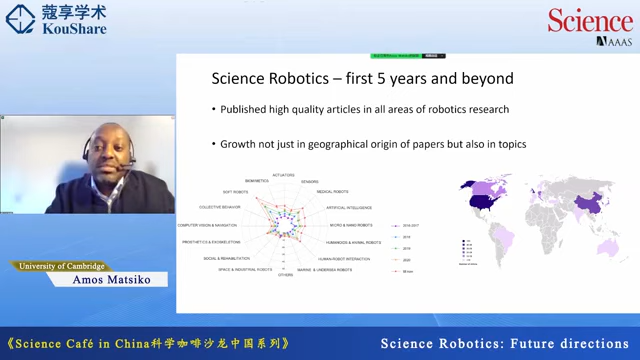 蔻享学术
KouShare
Science
AAAS
Science Robotics – first 5 years and beyond
• Published high quality articles in all areas of robotics research
• Growth not just in geographical origin of papers but also in topics
ACTUATORS
BIOMIMETICS
SENSORS
SOFT ROBOTS
MEDICAL ROBOTS
COLLECTIVE BEHAVIOR
ARTIFICIAL INTELLIGENCE
COMPUTER VISION & NAVIGATION
MICRO & NANO ROBOTS
PROSTHETICS & EXOSKELETONS
HUMANOIDS & ANIMAL ROBOTS
SOCIAL & REHABILITATION
HUMAN-ROBOT INTERACTION
SPACE & INDUSTRIAL ROBOTS
MARINE & UNDERSEA ROBOTS
OTHERS
2016-2017
2018
2019
2020
University of Cambridge
Amos Matsiko
《Science Café in China科学咖啡沙龙中国系列》
Science Robotics: Future directions